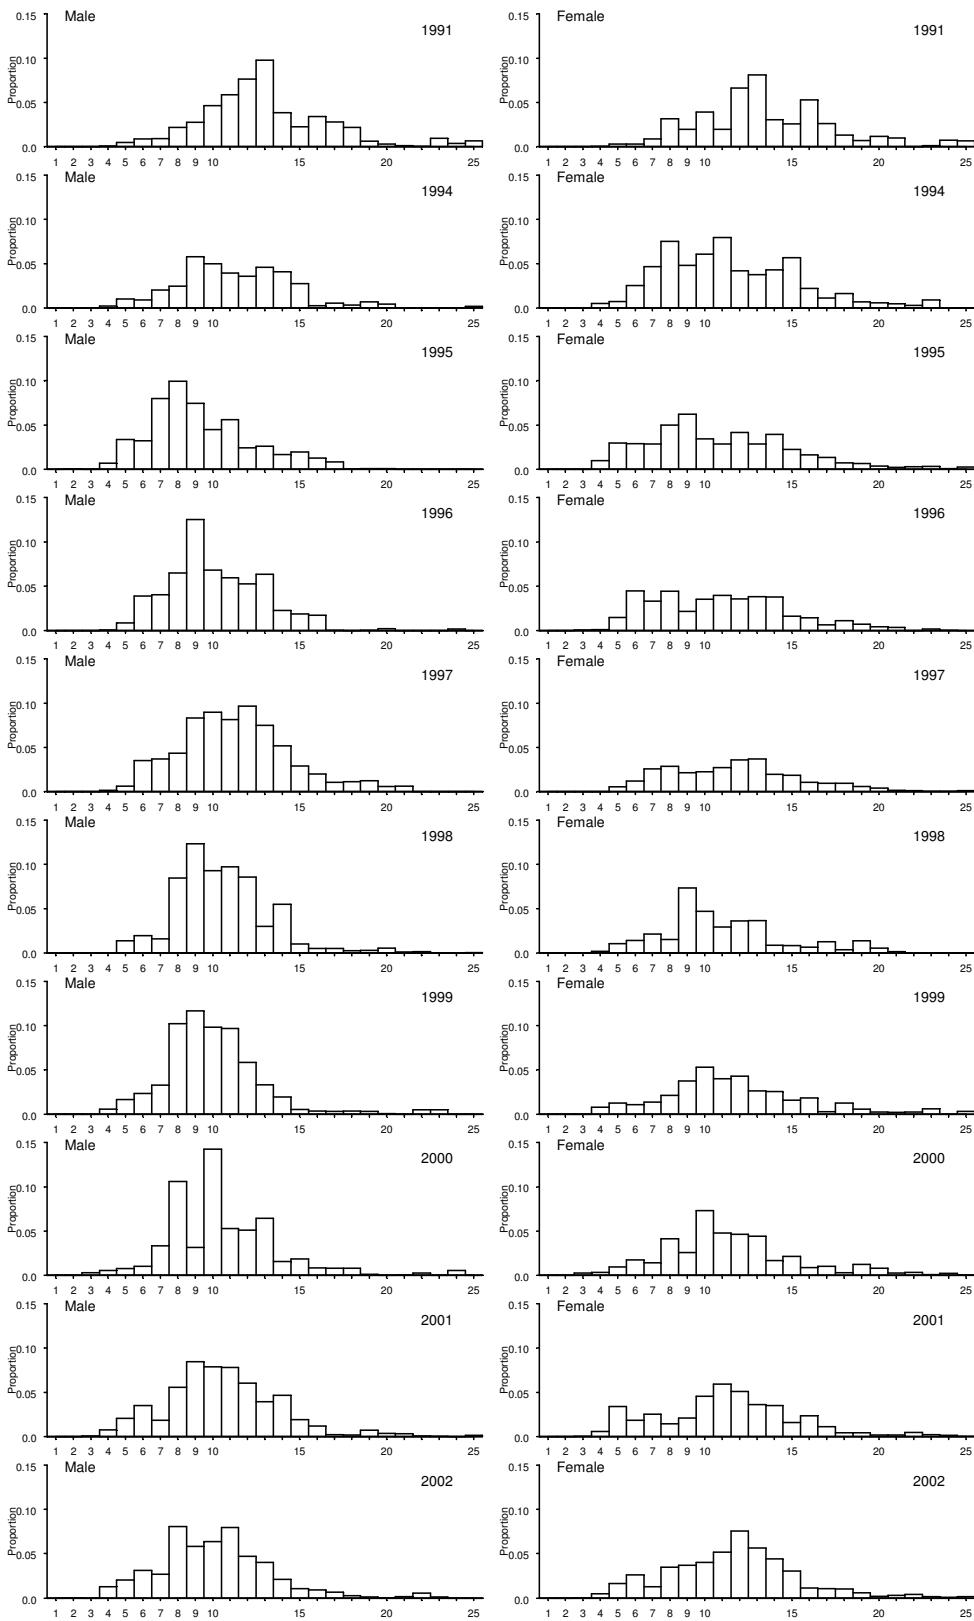 0.15 Male 0.15 Female
1991 1991
Proportion 0.10 Proportion 0.10
0.05 0.05
0.0 0.0
1 2 3 4 5 6 7 8 9 10 15 20 25 1 2 3 4 5 6 7 8 9 10 15 20 25
0.15 Male 0.15 Female
1994 1994
Proportion 0.10 Proportion 0.10
0.05 0.05
0.0 0.0
1 2 3 4 5 6 7 8 9 10 15 20 25 1 2 3 4 5 6 7 8 9 10 15 20 25
0.15 Male 0.15 Female
1995 1995
Proportion 0.10 Proportion 0.10
0.05 0.05
0.0 0.0
1 2 3 4 5 6 7 8 9 10 15 20 25 1 2 3 4 5 6 7 8 9 10 15 20 25
0.15 Male 0.15 Female
1996 1996
Proportion 0.10 Proportion 0.10
0.05 0.05
0.0 0.0
1 2 3 4 5 6 7 8 9 10 15 20 25 1 2 3 4 5 6 7 8 9 10 15 20 25
0.15 Male 0.15 Female
1997 1997
Proportion 0.10 Proportion 0.10
0.05 0.05
0.0 0.0
1 2 3 4 5 6 7 8 9 10 15 20 25 1 2 3 4 5 6 7 8 9 10 15 20 25
0.15 Male 0.15 Female
1998 1998
Proportion 0.10 Proportion 0.10
0.05 0.05
0.0 0.0
1 2 3 4 5 6 7 8 9 10 15 20 25 1 2 3 4 5 6 7 8 9 10 15 20 25
0.15 Male 0.15 Female
1999 1999
Proportion 0.10 Proportion 0.10
0.05 0.05
0.0 0.0
1 2 3 4 5 6 7 8 9 10 15 20 25 1 2 3 4 5 6 7 8 9 10 15 20 25
0.15 Male 0.15 Female
2000 2000
Proportion 0.10 Proportion 0.10
0.05 0.05
0.0 0.0
1 2 3 4 5 6 7 8 9 10 15 20 25 1 2 3 4 5 6 7 8 9 10 15 20 25
0.15 Male 0.15 Female
2001 2001
Proportion 0.10 Proportion 0.10
0.05 0.05
0.0 0.0
1 2 3 4 5 6 7 8 9 10 15 20 25 1 2 3 4 5 6 7 8 9 10 15 20 25
0.15 Male 0.15 Female
2002 2002
Proportion 0.10 Proportion 0.10
0.05 0.05
0.0 0.0
1 2 3 4 5 6 7 8 9 10 15 20 25 1 2 3 4 5 6 7 8 9 10 15 20 25